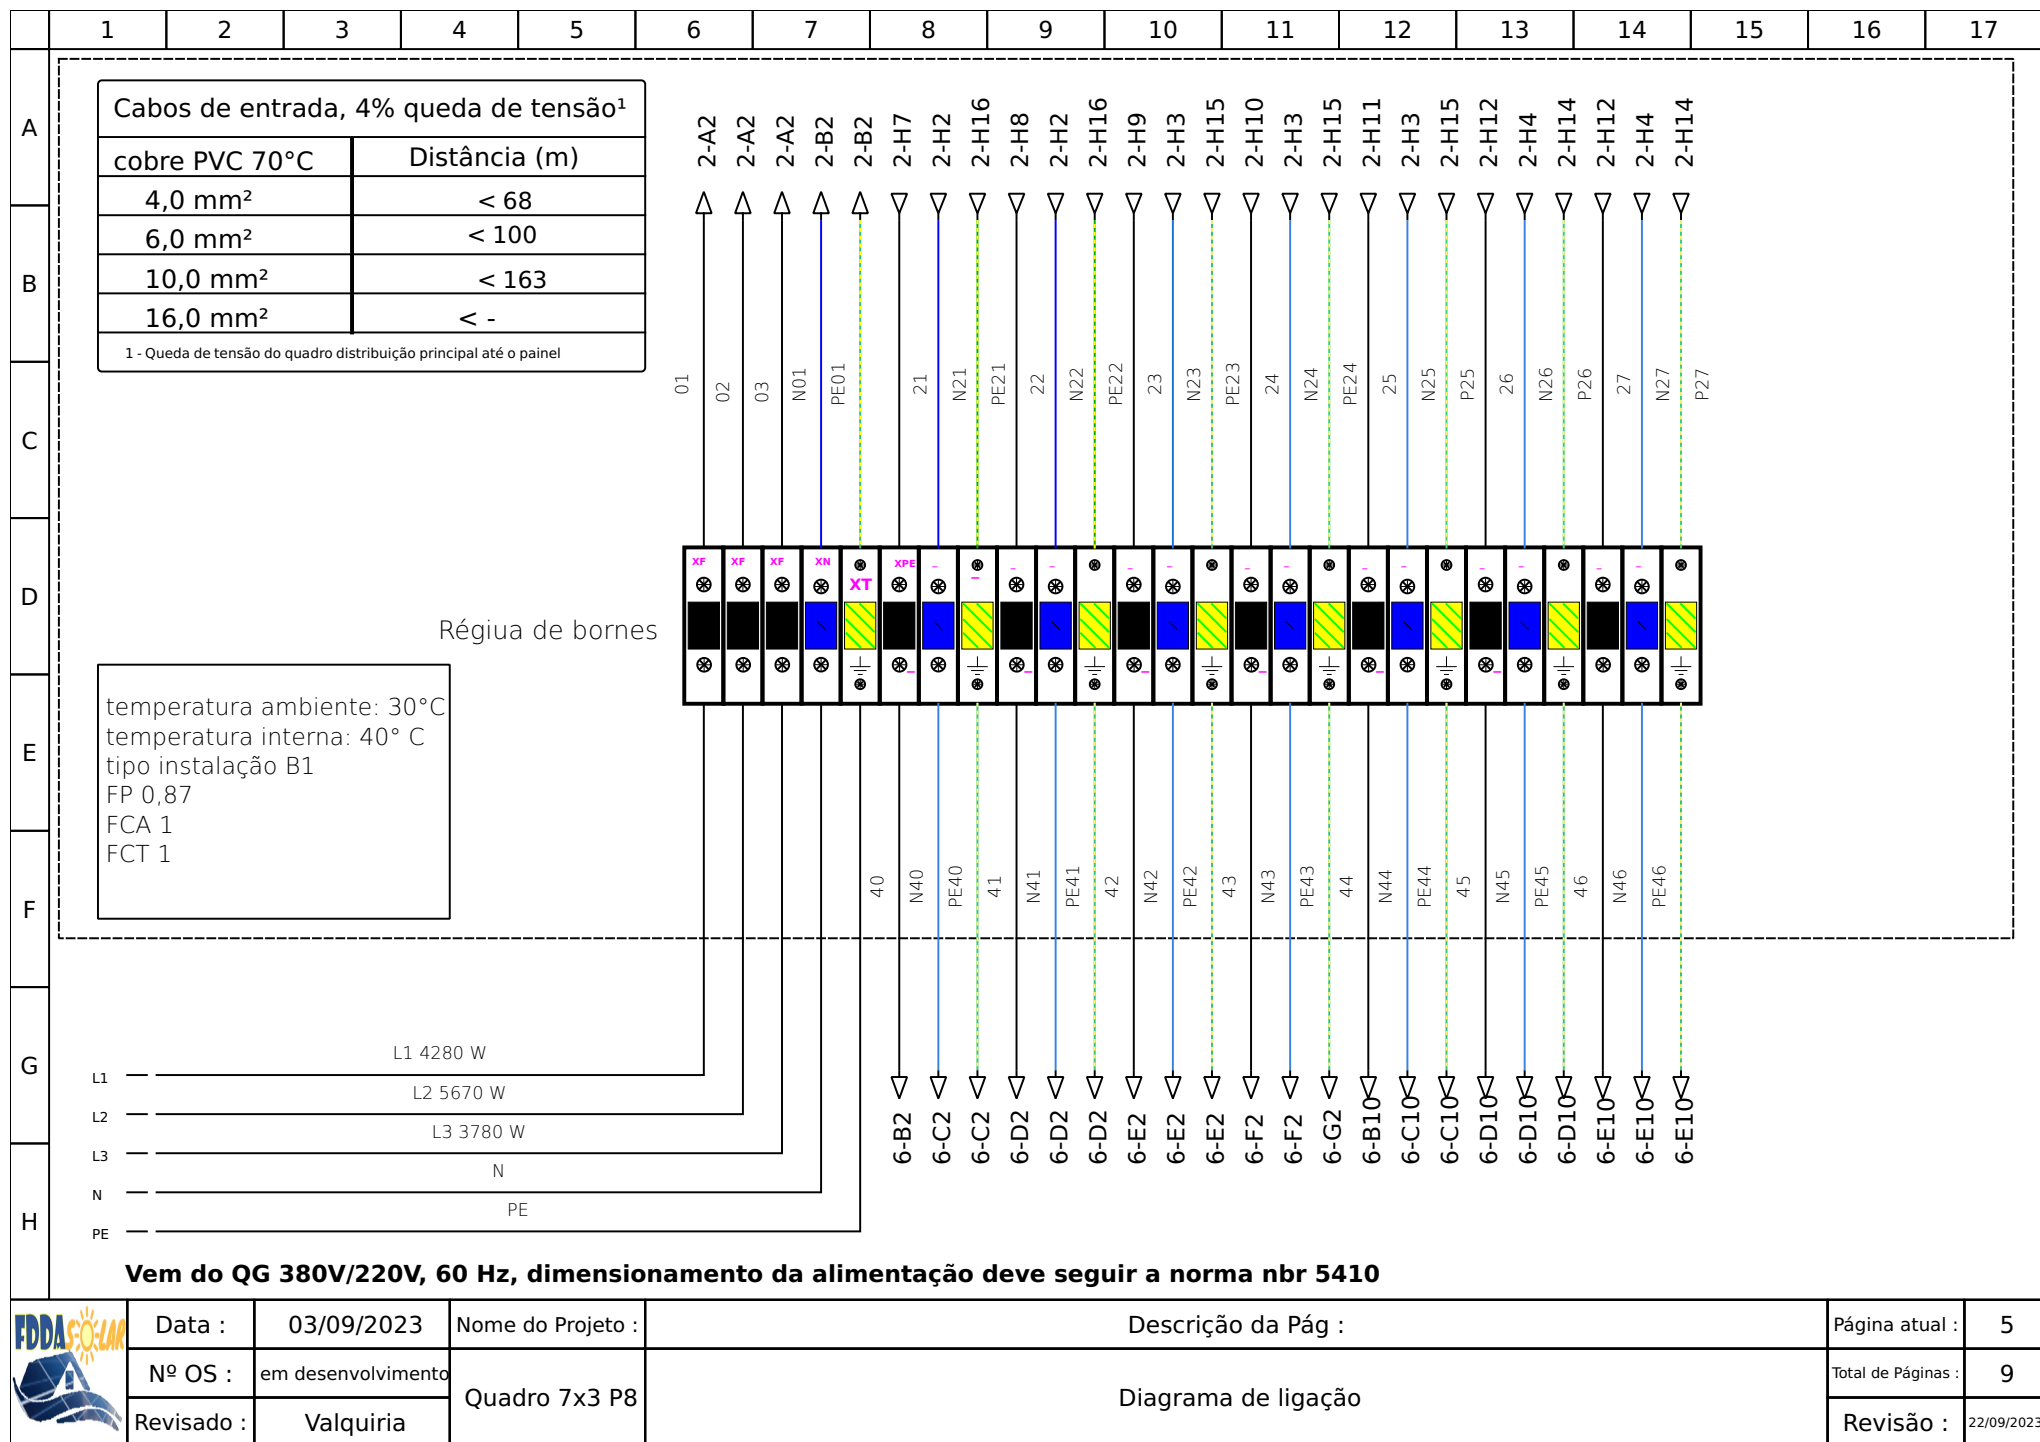 1 2 3 4 5 6 7 8 9 10 11 12 13 14 15 16 17
A
B
C
D
E
F
G
H
Cabos de entrada, 4% queda de tensão¹
cobre PVC 70°C Distância (m)
4,0 mm² < 68
6,0 mm² < 100
10,0 mm² < 163
16,0 mm² < -
1 - Queda de tensão do quadro distribuição principal até o painel
2-A2 2-A2 2-A2 2-B2 2-B2 2-H7 2-H2 2-H16 2-H8 2-H2 2-H16 2-H9 2-H3 2-H15 2-H10 2-H3 2-H15 2-H11 2-H3 2-H15 2-H12 2-H4 2-H14 2-H12 2-H4 2-H14
01 02 03 N01 PE01 21 N21 PE21 22 N22 PE22 23 N23 PE23 24 N24 PE24 25 N25 P25 26 N26 P26 27 N27 P27
XF XF XF XN XT XPE
Régiua de bornes
temperatura ambiente: 30°C
temperatura interna: 40° C
tipo instalação B1
FP 0,87
FCA 1
FCT 1
40 N40 PE40 41 N41 PE41 42 N42 PE42 43 N43 PE43 44 N44 PE44 45 N45 PE45 46 N46 PE46
6-B2 6-C2 6-C2 6-D2 6-D2 6-D2 6-E2 6-E2 6-E2 6-F2 6-F2 6-G2 6-B10 6-C10 6-C10 6-D10 6-D10 6-D10 6-E10 6-E10 6-E10
L1 4280 W
L1
L2 5670 W
L2
L3 3780 W
L3
N
N
PE
PE
Vem do QG 380V/220V, 60 Hz, dimensionamento da alimentação deve seguir a norma nbr 5410
FDDA SOLAR
Data : 03/09/2023 Nome do Projeto : Descrição da Pág : Página atual : 5
Nº OS : em desenvolvimento Quadro 7x3 P8 Diagrama de ligação Total de Páginas : 9
Revisado : Valquiria Revisão : 22/09/2023